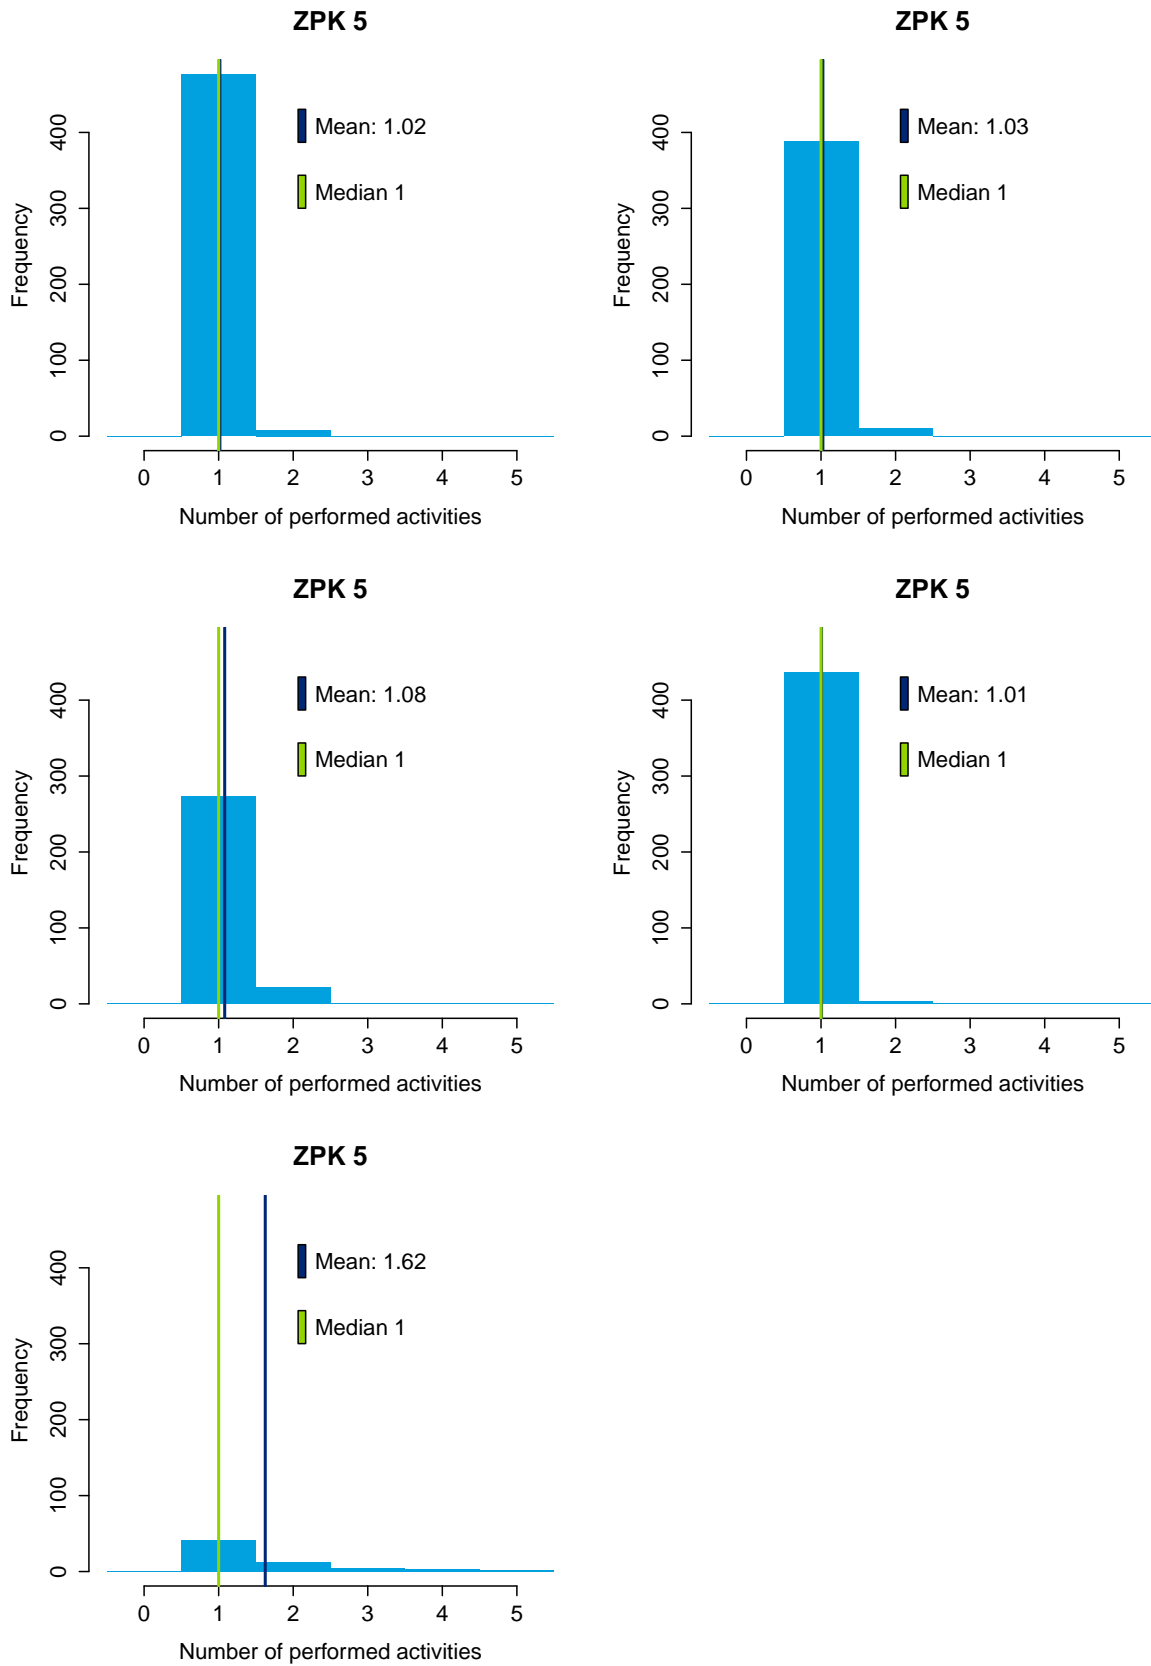 ZPK 5
Mean: 1.02
Median 1
Frequency
0
100
200
300
400
0 1 2 3 4 5
Number of performed activities
ZPK 5
Mean: 1.03
Median 1
Frequency
0
100
200
300
400
0 1 2 3 4 5
Number of performed activities
ZPK 5
Mean: 1.08
Median 1
Frequency
0
100
200
300
400
0 1 2 3 4 5
Number of performed activities
ZPK 5
Mean: 1.01
Median 1
Frequency
0
100
200
300
400
0 1 2 3 4 5
Number of performed activities
ZPK 5
Mean: 1.62
Median 1
Frequency
0
100
200
300
400
0 1 2 3 4 5
Number of performed activities